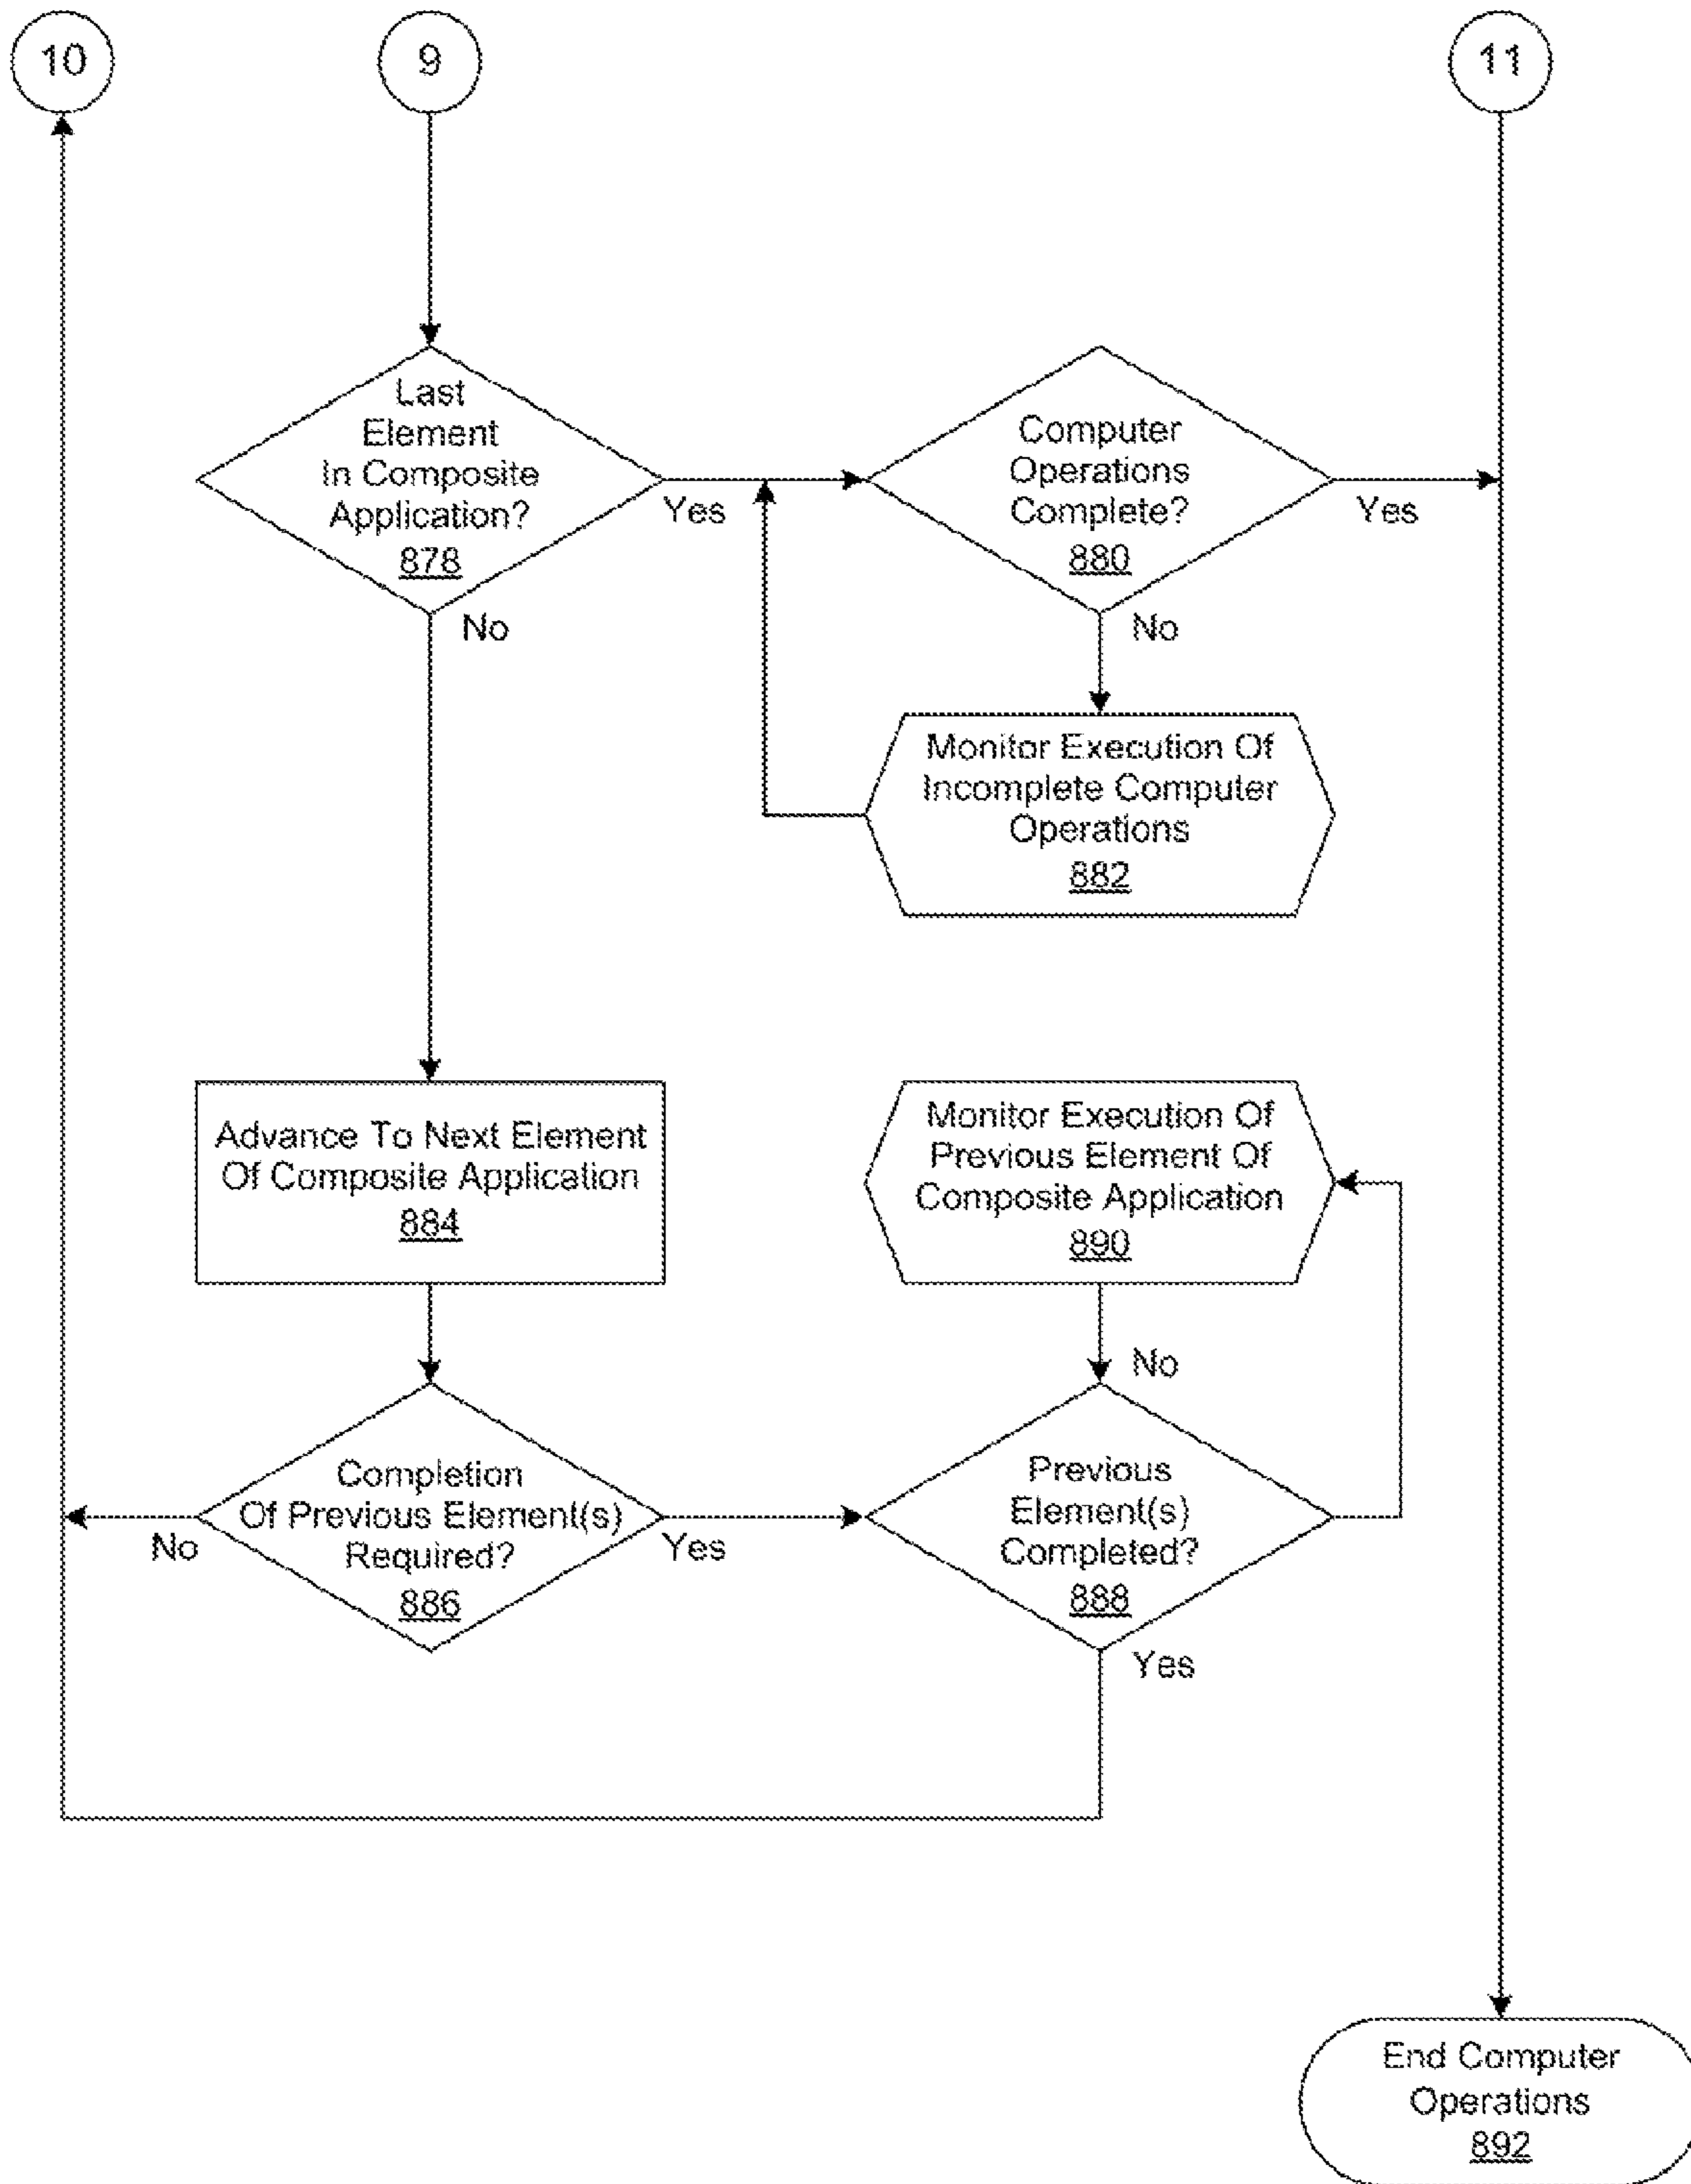 10
9
11
Last
Element
In Composite
Application?
878
Yes
No
Computer
Operations
Complete?
880
Yes
No
Monitor Execution Of
Incomplete Computer
Operations
882
Advance To Next Element
Of Composite Application
884
Monitor Execution Of
Previous Element Of
Composite Application
890
No
Completion
Of Previous Element(s)
Required?
886
No
Yes
Previous
Element(s)
Completed?
888
Yes
End Computer
Operations
892